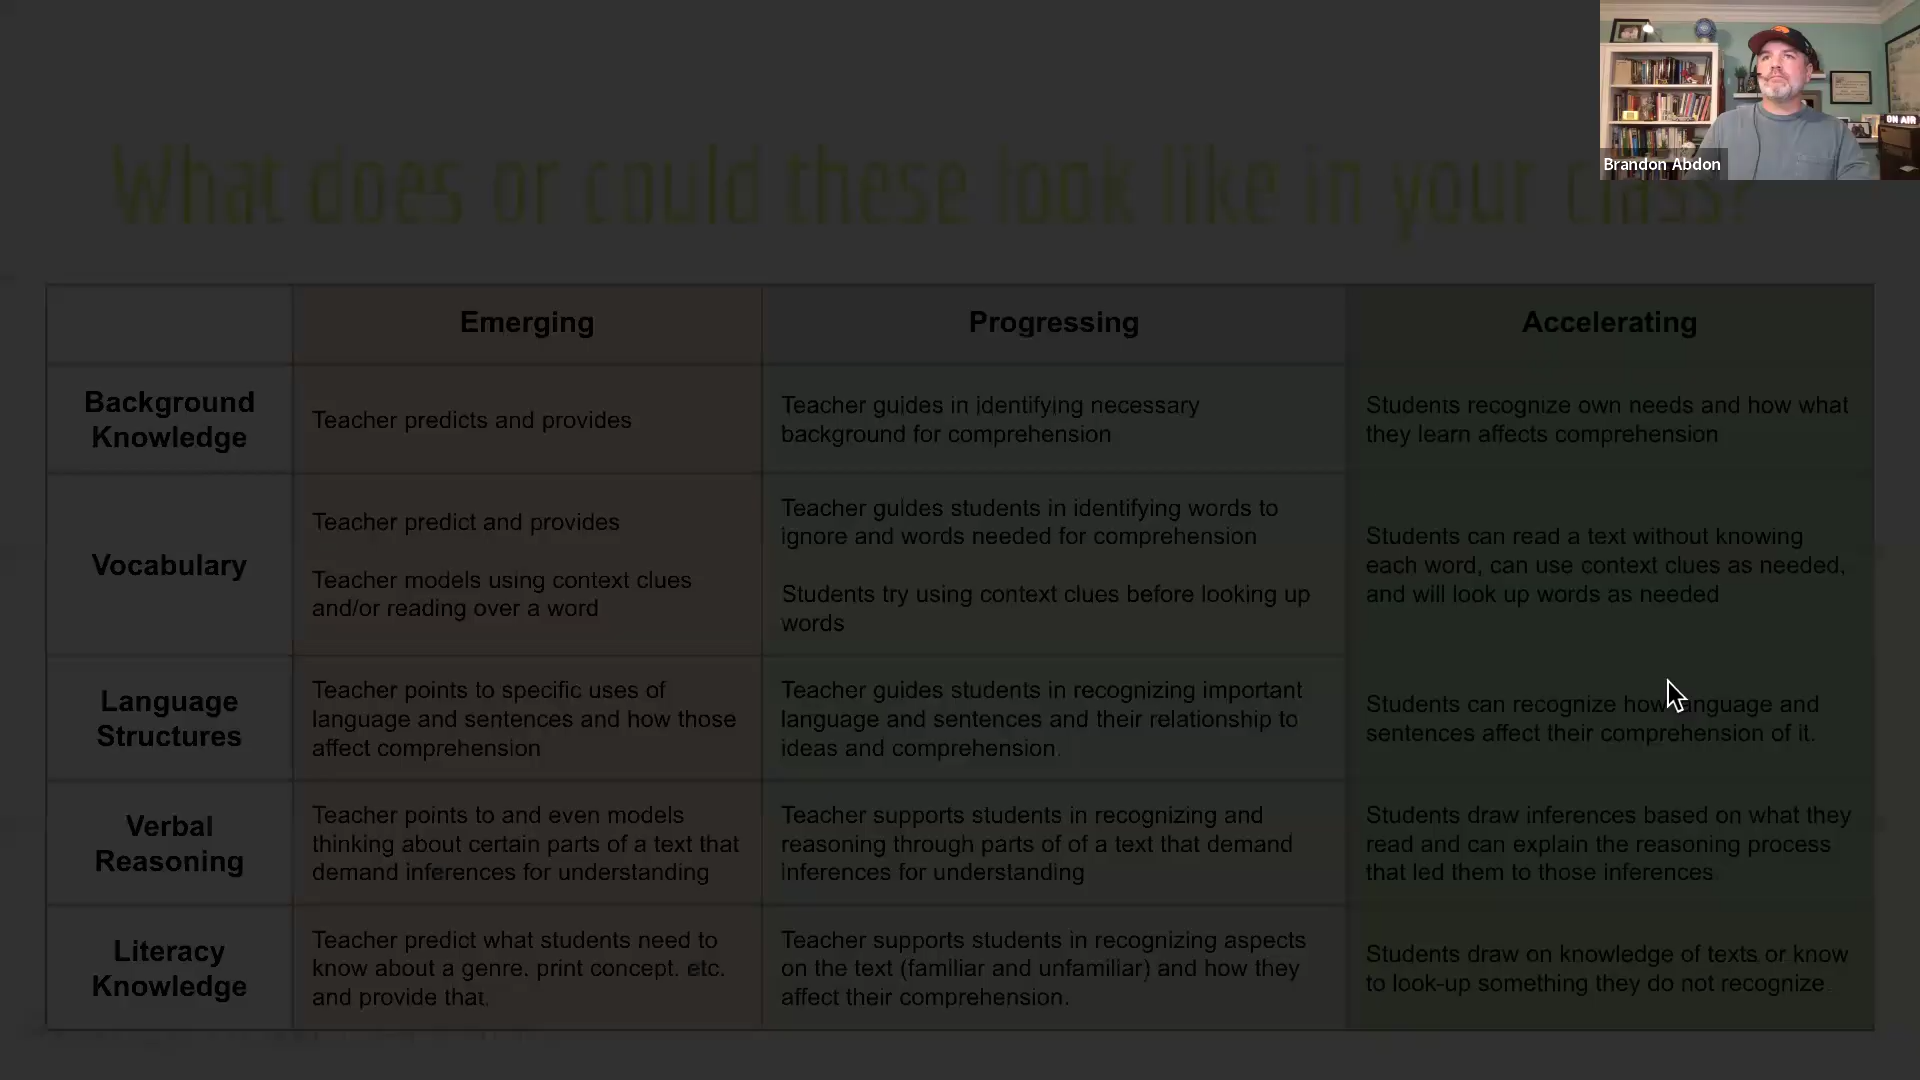 ON AIR
Brandon Abdon
What does or could these look like in your class?
Emerging
Progressing
Accelerating
Background
Knowledge
Teacher predicts and provides
Teacher guides in identifying necessary
background for comprehension
Students recognize own needs and how what
they learn affects comprehension
Vocabulary
Teacher predict and provides
Teacher models using context clues
and/or reading over a word
Teacher guides students in identifying words to
ignore and words needed for comprehension
Students try using context clues before looking up
words
Students can read a text without knowing
each word, can use context clues as needed,
and will look up words as needed
Language
Structures
Teacher points to specific uses of
language and sentences and how those
affect comprehension
Teacher guides students in recognizing important
language and sentences and their relationship to
ideas and comprehension.
Students can recognize how language and
sentences affect their comprehension of it.
Verbal
Reasoning
Teacher points to and even models
thinking about certain parts of a text that
demand inferences for understanding
Teacher supports students in recognizing and
reasoning through parts of of a text that demand
inferences for understanding
Students draw inferences based on what they
read and can explain the reasoning process
that led them to those inferences
Literacy
Knowledge
Teacher predict what students need to
know about a genre. print concept. etc.
and provide that.
Teacher supports students in recognizing aspects
on the text (familiar and unfamiliar) and how they
affect their comprehension.
Students draw on knowledge of texts or know
to look-up something they do not recognize.